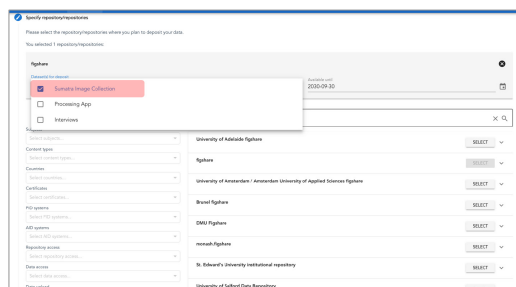 Specify repository/repositories
Please select the repository/repositories where you plan to deposit your data.
You selected 1 repository/repositories:
figshare
Dataset(s) for deposit
Available until
2030-09-30
Sumatra Image Collection
Processing App
Interviews
Select subjects...
University of Adelaide figshare
SELECT
Content types
Select content types...
figshare
SELECT
Countries
Select countries...
University of Amsterdam / Amsterdam University of Applied Sciences figshare
SELECT
Certificates
Select certificates...
Brunel figshare
SELECT
PID systems
Select PID systems...
DMU Figshare
SELECT
AID systems
Select AID systems...
monash.figshare
SELECT
Repository access
Select repository access...
St. Edward's University institutional repository
SELECT
Data access
Select data access...
University of Salford Data Repository